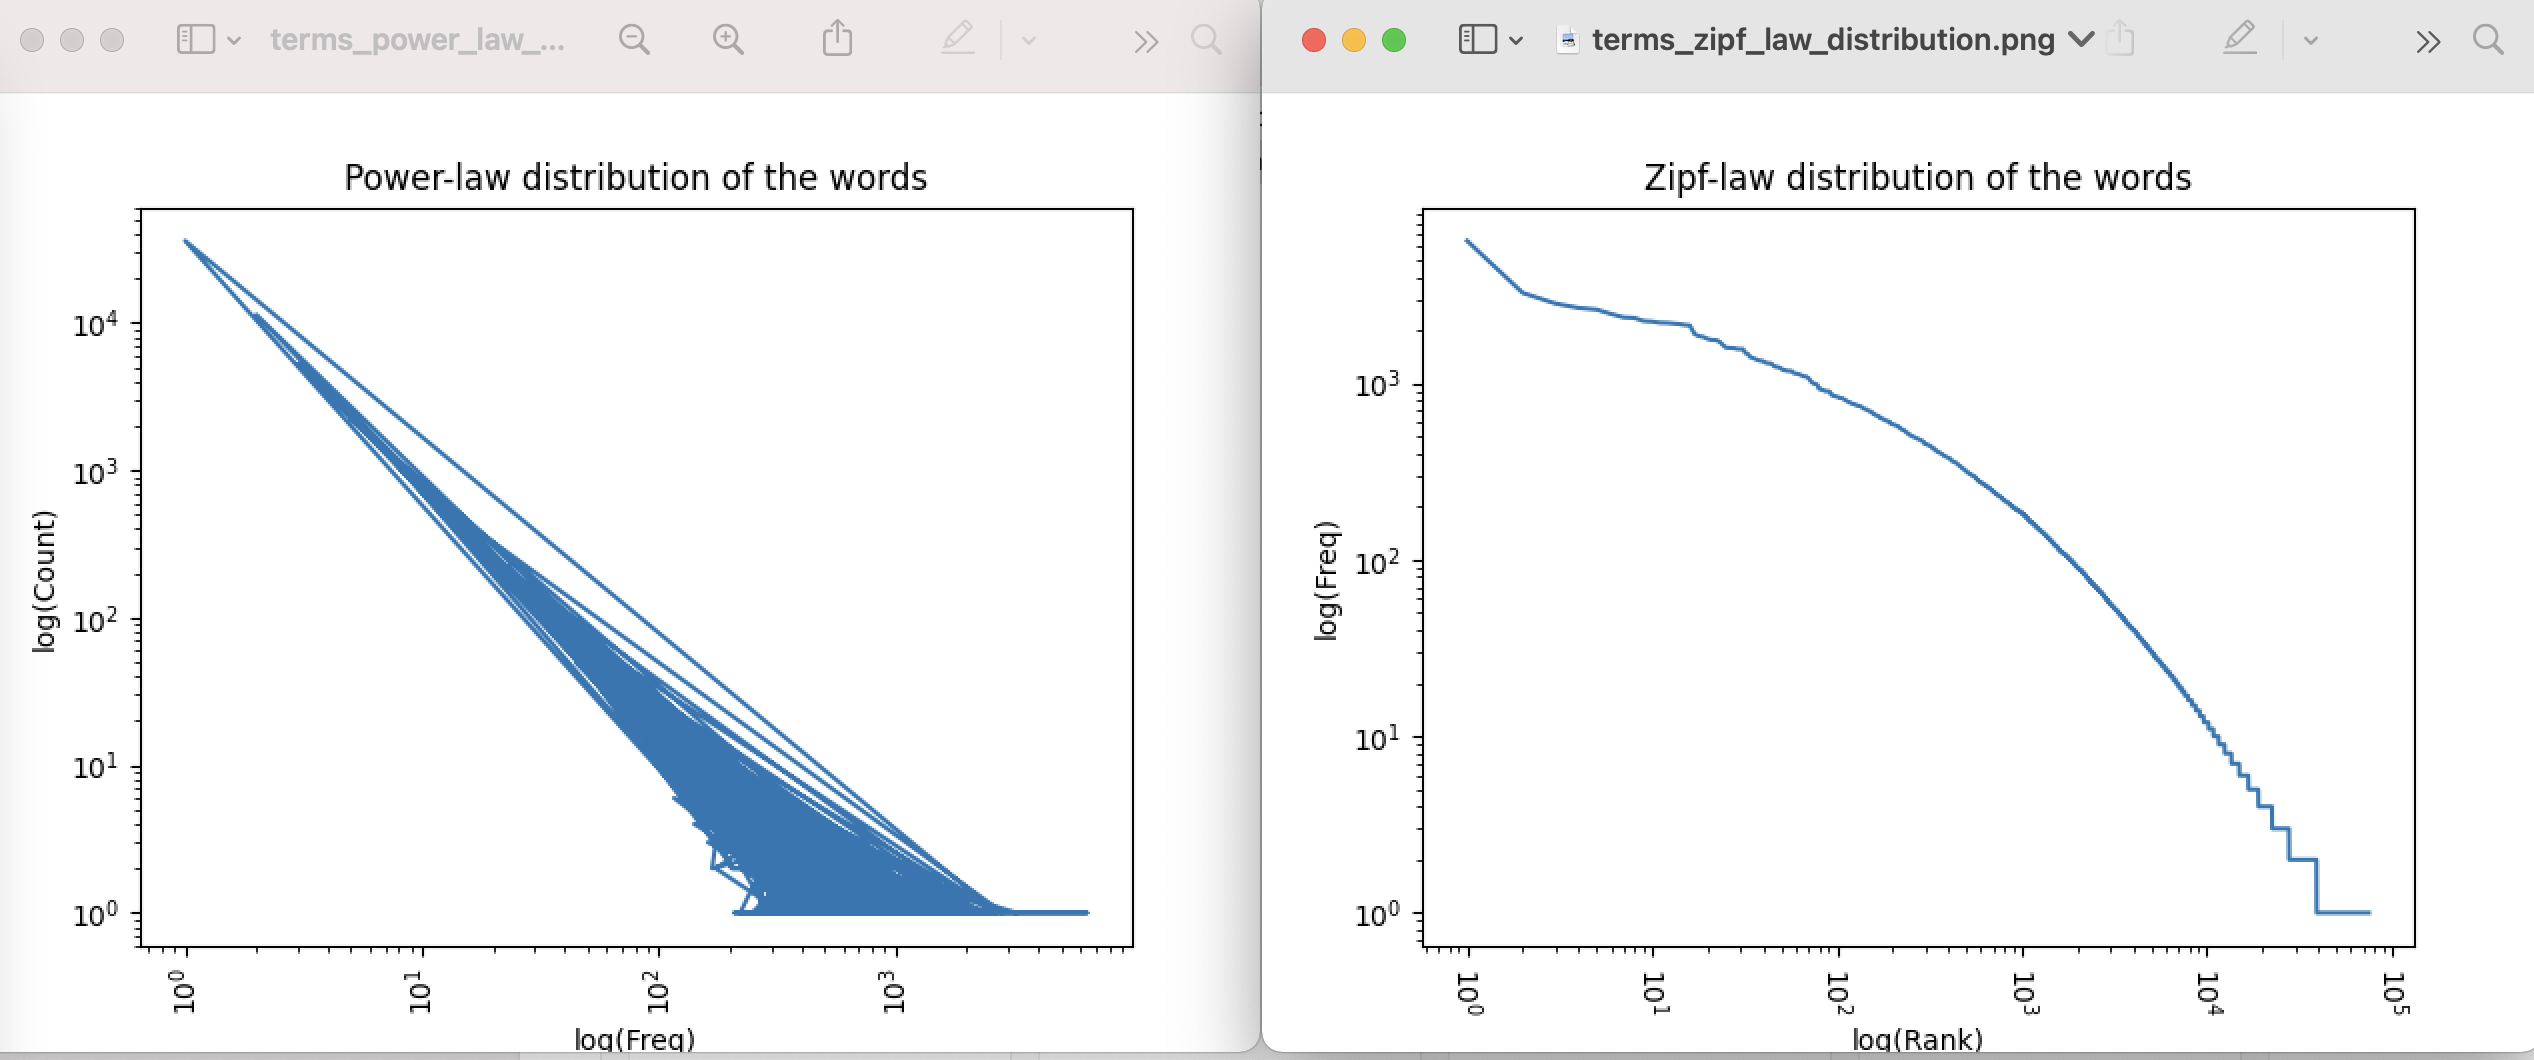 terms_power_law_...
terms_zipf_law_distribution.png
Power-law distribution of the words
log(Count)
10⁴
10³
10²
10¹
10⁰
10⁰
10¹
10²
10³
log(Freq)
Zipf-law distribution of the words
log(Freq)
10³
10²
10¹
10⁰
10⁰
10¹
10²
10³
10⁴
10⁵
log(Rank)